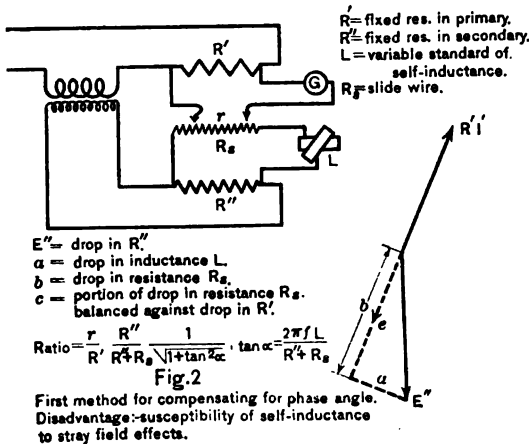 R'=fixed res. in primary.
R"=fixed res. in secondary.
L=variable standard of.
self-inductance.
Rs=slide wire.
R'
G
r
Rs
L
R"
R'I'
b
e
a
E"
E"= drop in R".
a = drop in inductance L.
b = drop in resistance Rs.
c = portion of drop in resistance Rs.
balanced against drop in R'.
Ratio = r/R' R"/R"+Rs 1/√1+tan²α . tan α = 2πfL/R"+Rs
Fig.2
First method for compensating for phase angle.
Disadvantage:-susceptibility of self-inductance
to stray field effects.